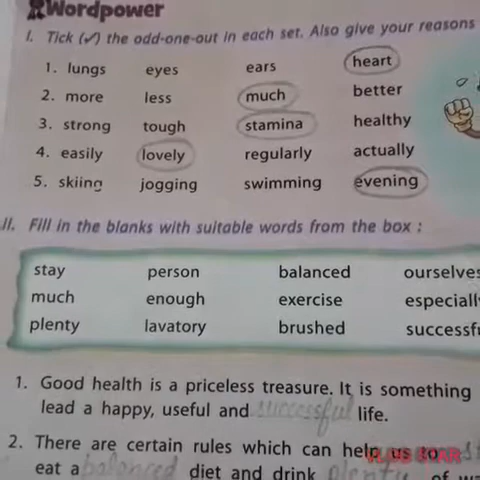 Wordpower
I. Tick (✓) the odd-one-out in each set. Also give your reasons
1. lungs eyes ears heart
2. more less much better
3. strong tough stamina healthy
4. easily lovely regularly actually
5. skiing jogging swimming evening
II. Fill in the blanks with suitable words from the box :
stay person balanced ourselves
much enough exercise especiall
plenty lavatory brushed successf
1. Good health is a priceless treasure. It is something
lead a happy, useful and successful life.
2. There are certain rules which can help us to
eat a balanced diet and drink plenty of wa